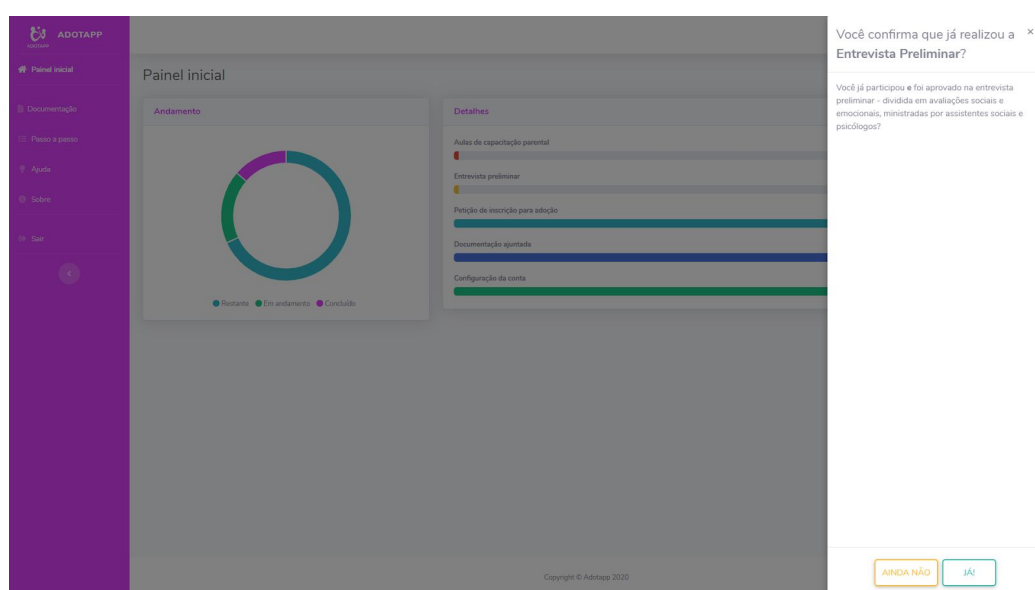 ADOTAPP
ADOTAPP
Painel inicial
Documentação
Passo a passo
Ajuda
Sobre
Sair
Painel inicial
Andamento
Restante Em andamento Concluído
Detalhes
Aulas de capacitação parental
Entrevista preliminar
Petição de inscrição para adoção
Documentação ajuntada
Configuração da conta
Copyright © Adotapp 2020
Você confirma que já realizou a ×
Entrevista Preliminar?
Você já participou e foi aprovado na entrevista
preliminar - dividida em avaliações sociais e
emocionais, ministradas por assistentes sociais e
psicólogos?
AINDA NÃO JÁ!